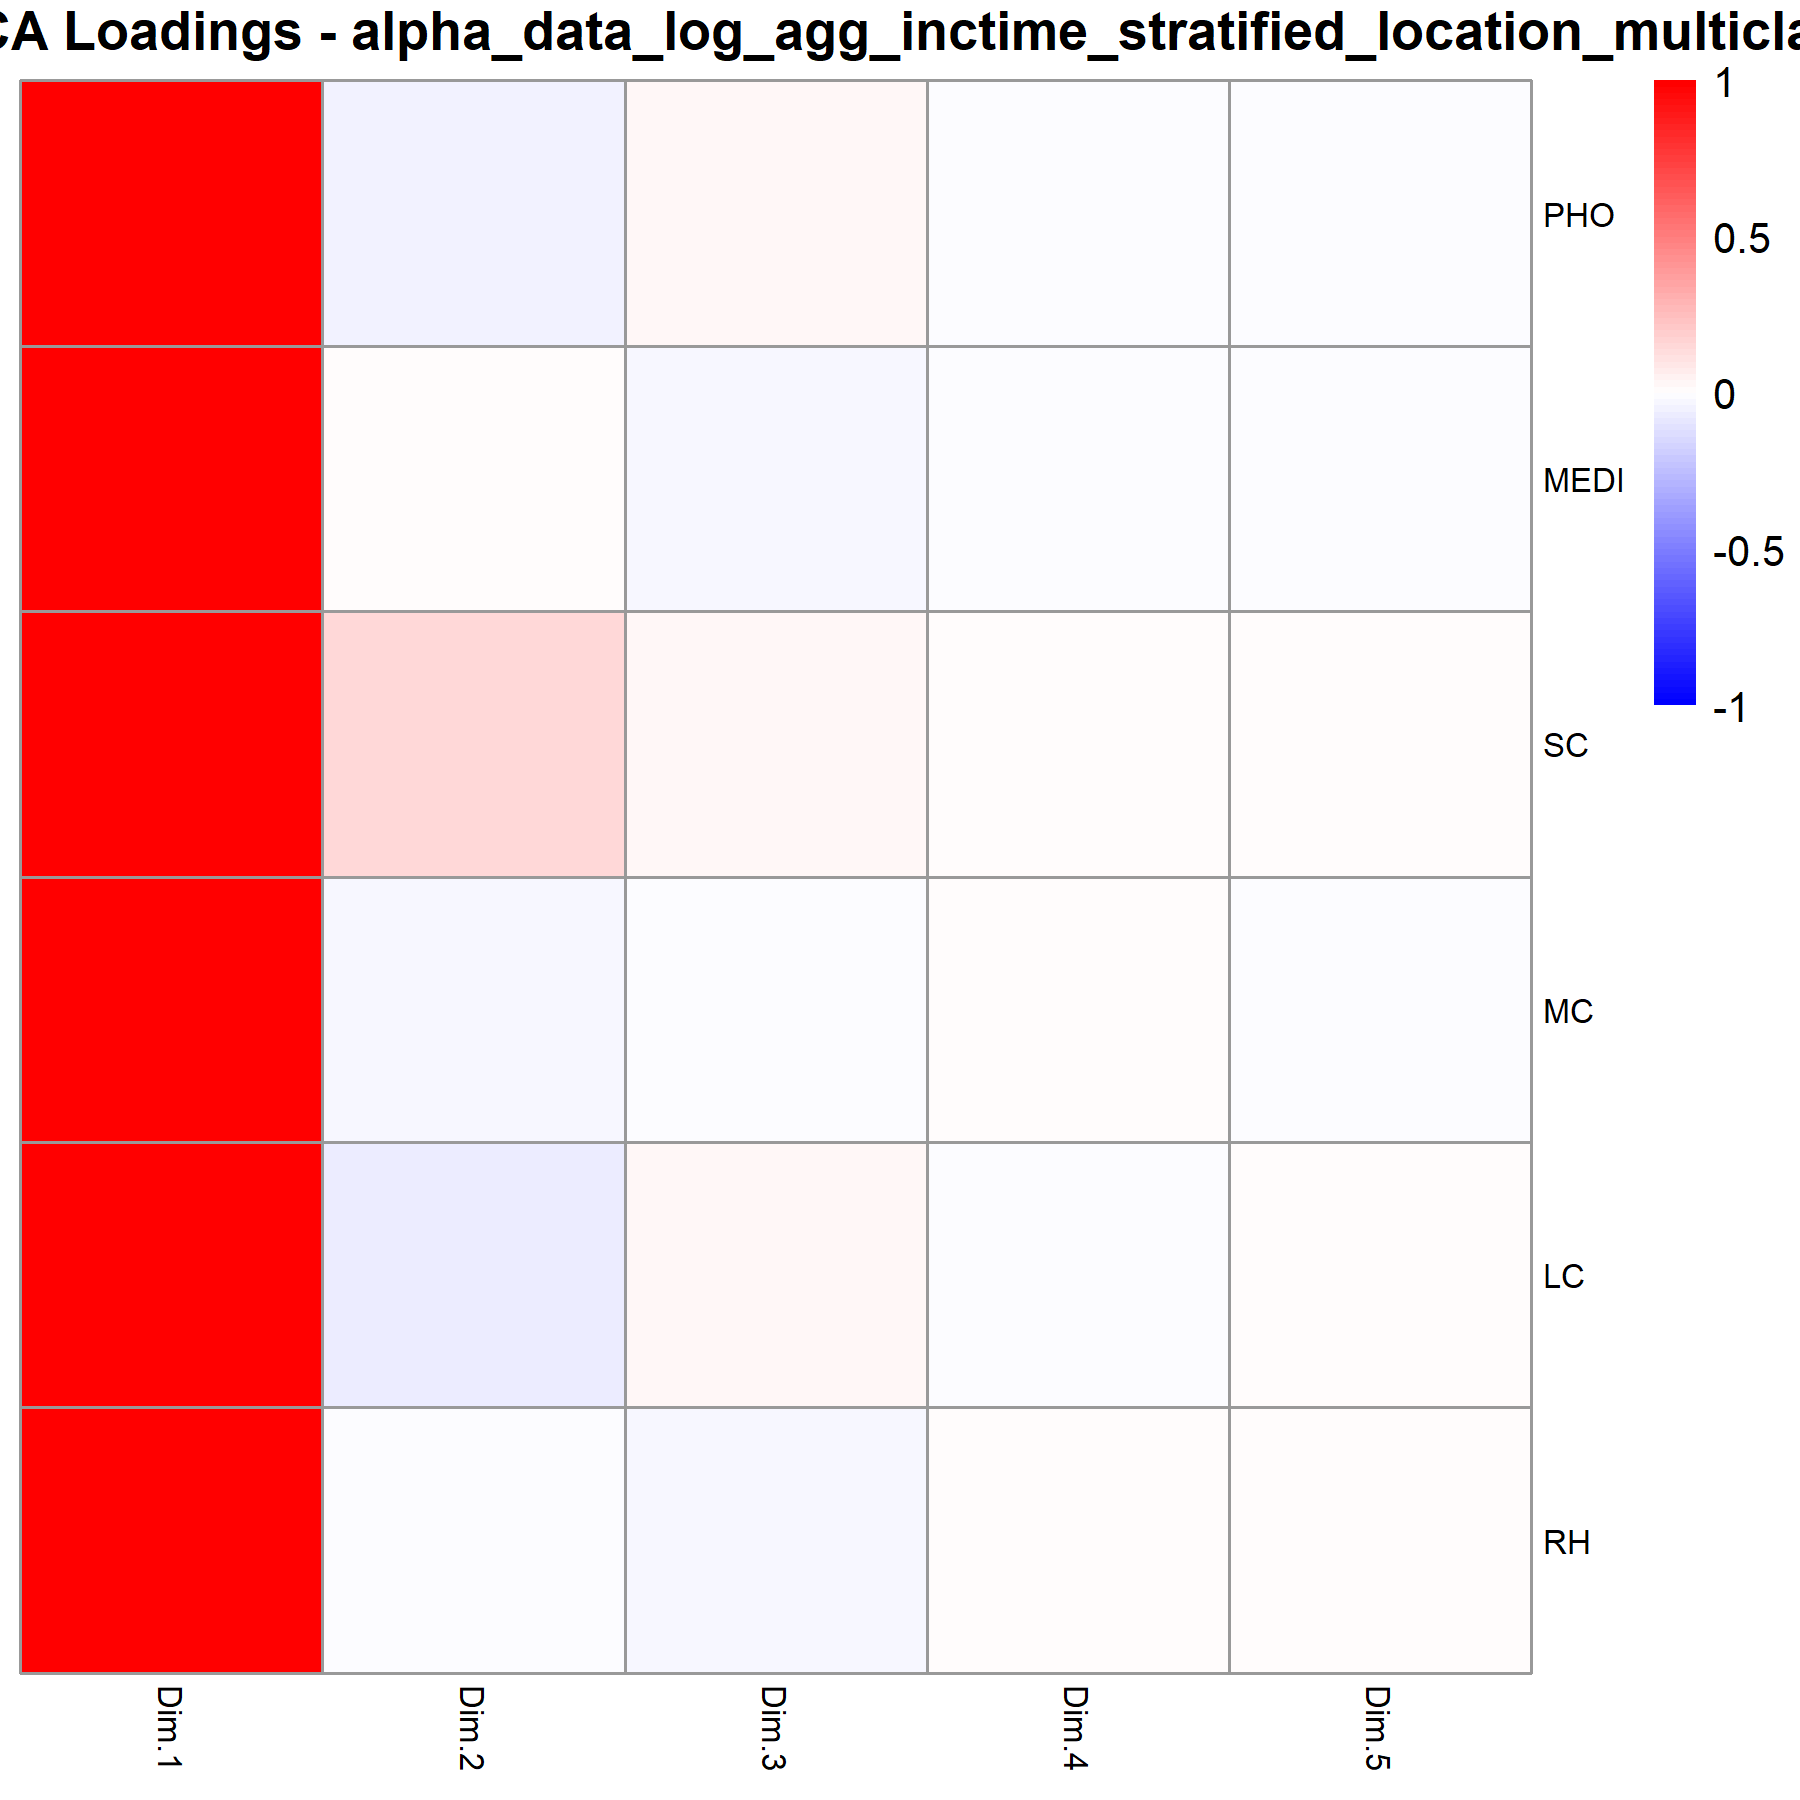 CA Loadings - alpha_data_log_agg_inctime_stratified_location_multicla
1
0.5
0
-0.5
-1
PHO
MEDI
SC
MC
LC
RH
Dim.1
Dim.2
Dim.3
Dim.4
Dim.5